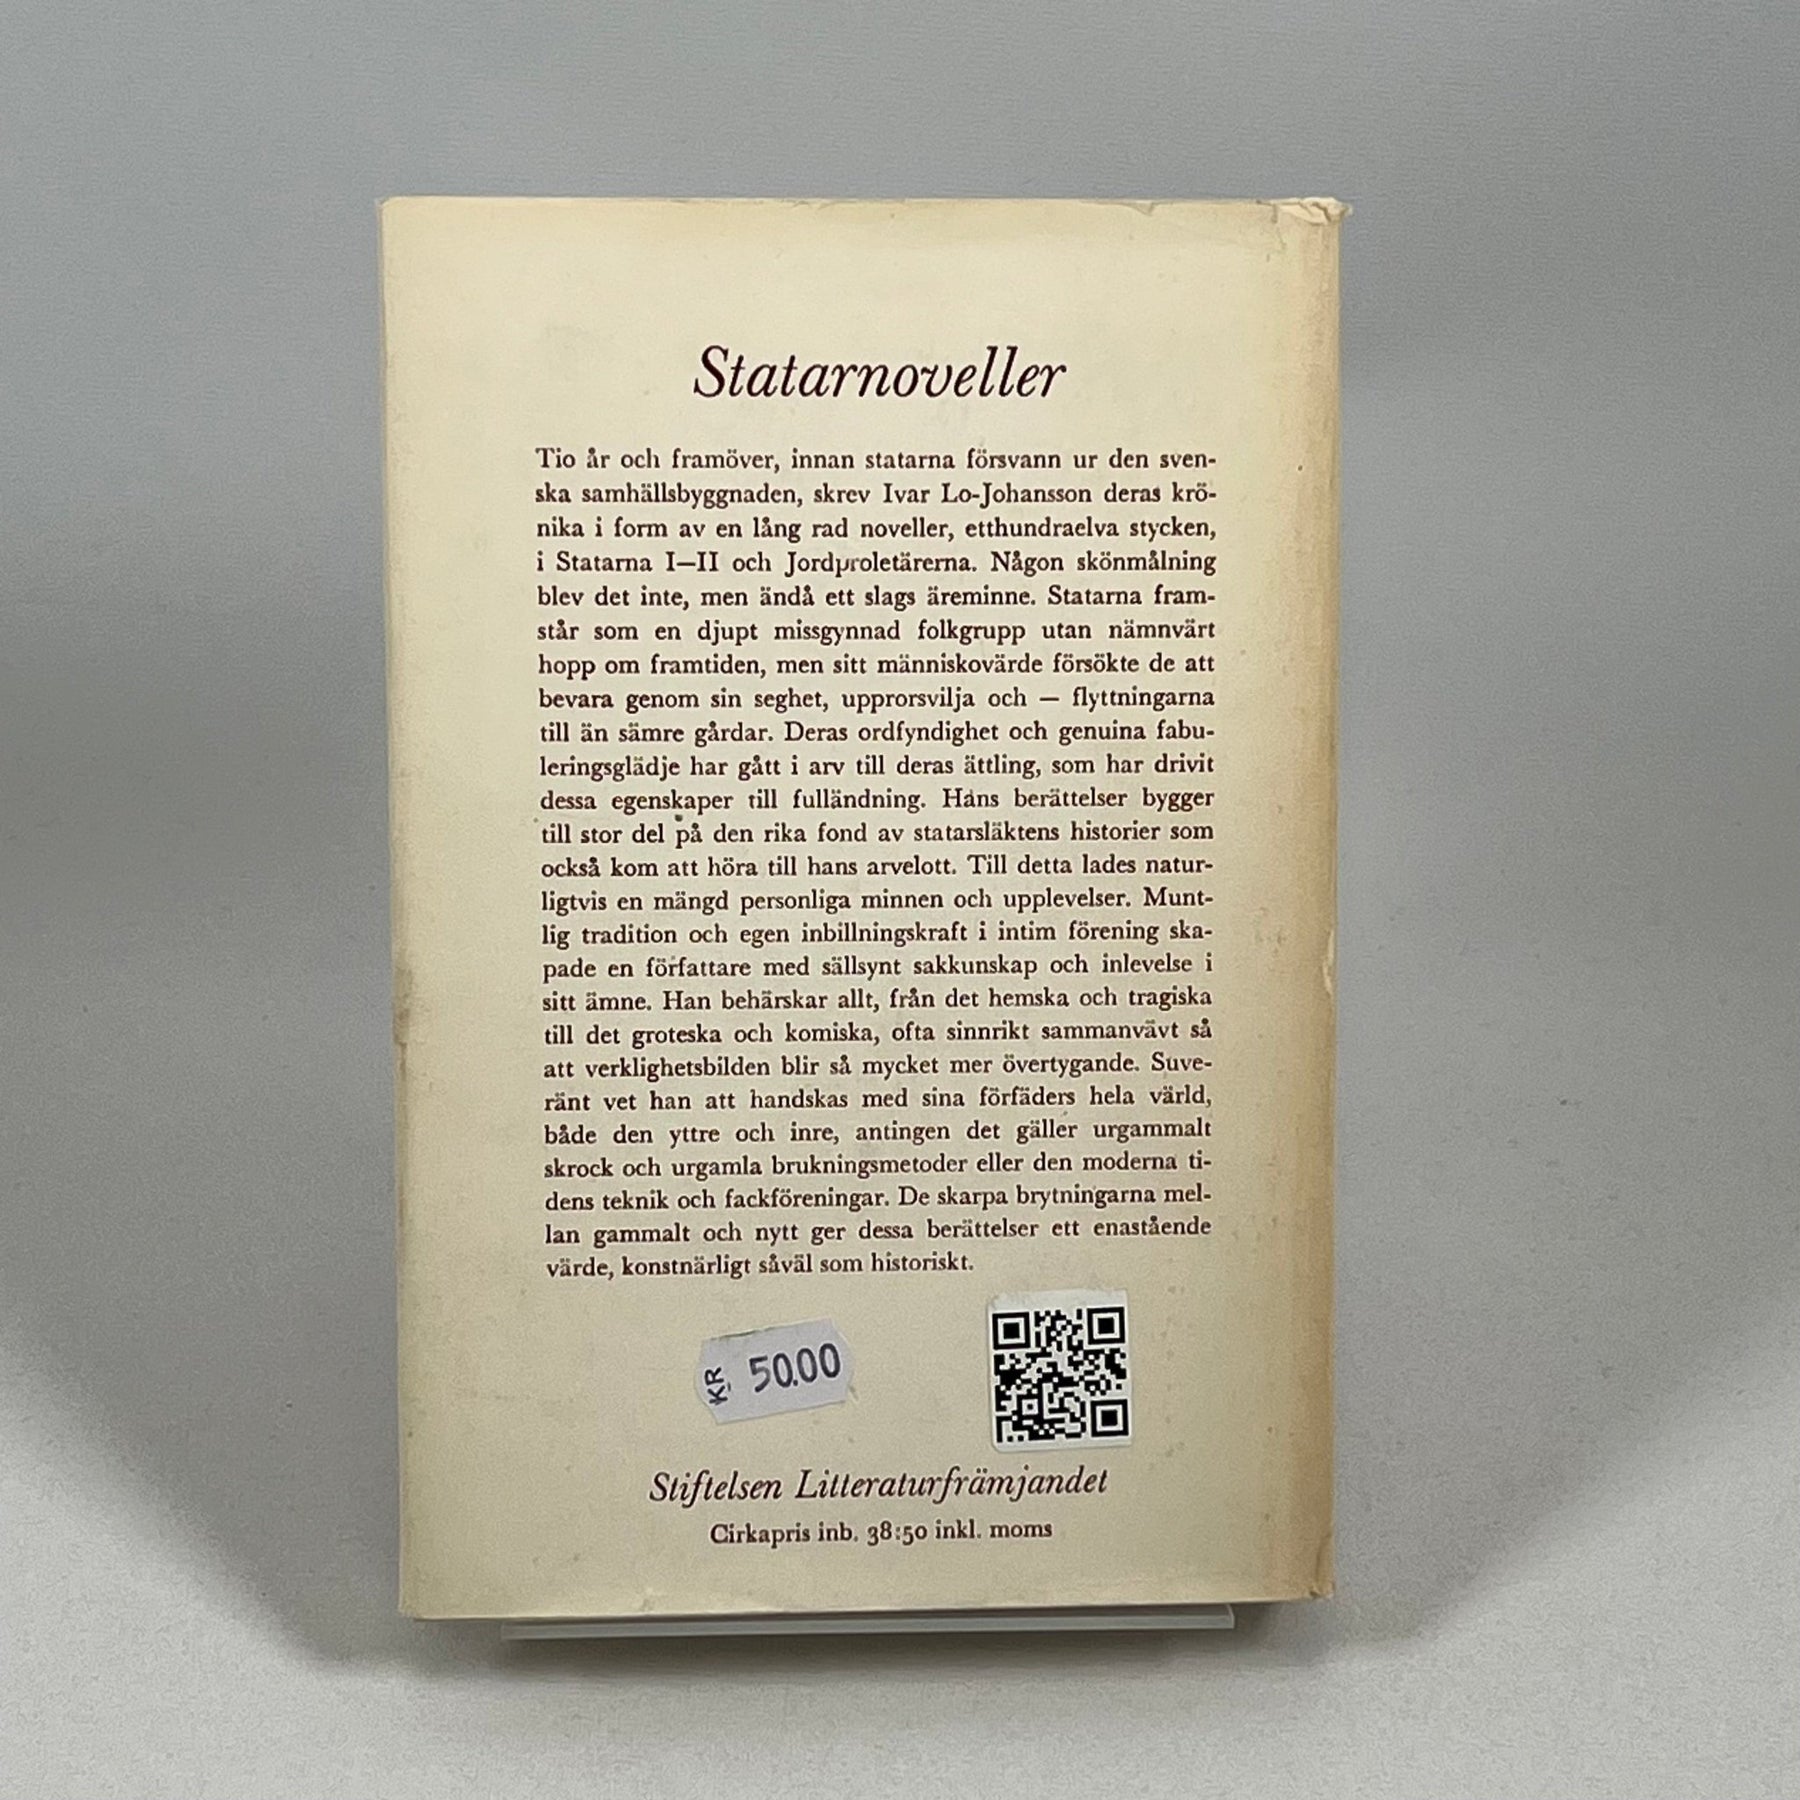 Statarnoveller
Tio år och framöver, innan statarna försvann ur den sven-
ska samhällsbyggnaden, skrev Ivar Lo-Johansson deras krö-
nika i form av en lång rad noveller, etthundraelva stycken,
i Statarna I—II och Jordproletärerna. Någon skönmålning
blev det inte, men ändå ett slags äreminne. Statarna fram-
står som en djupt missgynnad folkgrupp utan nämnvärt
hopp om framtiden, men sitt människovärde försökte de att
bevara genom sin seghet, upprorsvilja och — flyttningarna
till än sämre gårdar. Deras ordfyndighet och genuina fabu-
leringsglädje har gått i arv till deras ättling, som har drivit
dessa egenskaper till fulländning. Hans berättelser bygger
till stor del på den rika fond av statarsläktens historier som
också kom att höra till hans arvelott. Till detta lades natur-
ligtvis en mängd personliga minnen och upplevelser. Munt-
lig tradition och egen inbillningskraft i intim förening ska-
pade en författare med sällsynt sakkunskap och inlevelse i
sitt ämne. Han behärskar allt, från det hemska och tragiska
till det groteska och komiska, ofta sinnrikt sammanvävt så
att verklighetsbilden blir så mycket mer övertygande. Suve-
ränt vet han att handskas med sina förfäders hela värld,
både den yttre och inre, antingen det gäller urgammalt
skrock och urgamla brukningsmetoder eller den moderna ti-
dens teknik och fackföreningar. De skarpa brytningarna mel-
lan gammalt och nytt ger dessa berättelser ett enastående
värde, konstnärligt såväl som historiskt.
KR 50.00
Stiftelsen Litteraturfrämjandet
Cirkapris inb. 38:50 inkl. moms